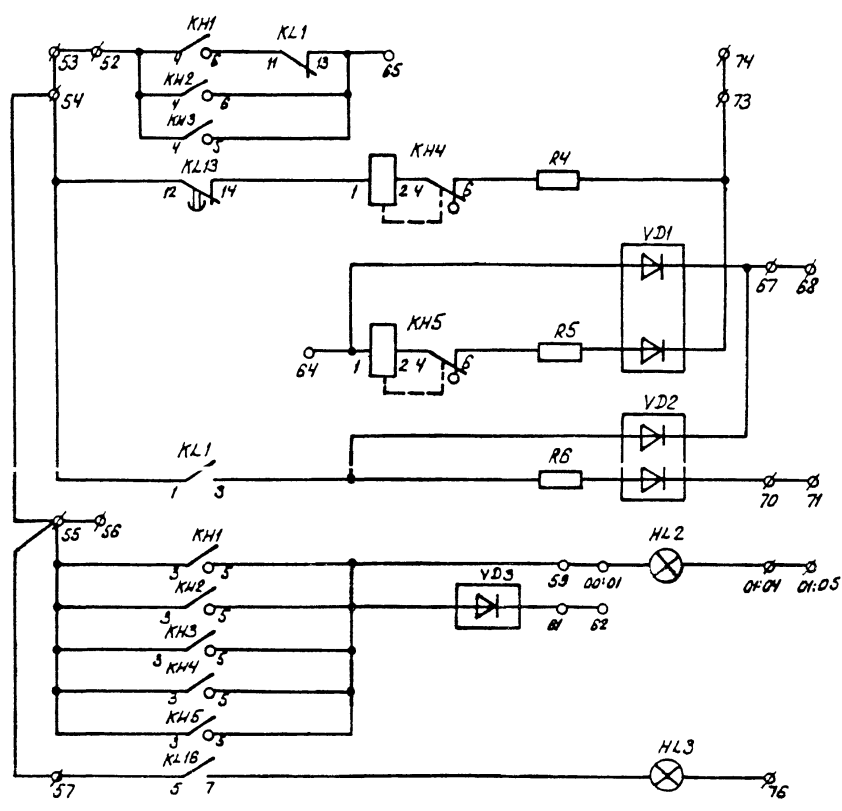 KH1
KL1
53 52 4 6 11 13 65 74
KH2
54 4 6 73
KH3
4 5
KL13 KH4 R4
12 14 1 2 4 6
VD1
67 68
KH5 R5
64 1 2 4 6
VD2
KL1 R6
1 3 70 71
55 56
KH1 HL2
3 5 59 00:01 01:04 01:05
KH2 VD3
3 5 61 62
KH3
3 5
KH4
3 5
KH5
3 5
KL16 HL3
57 5 7 76